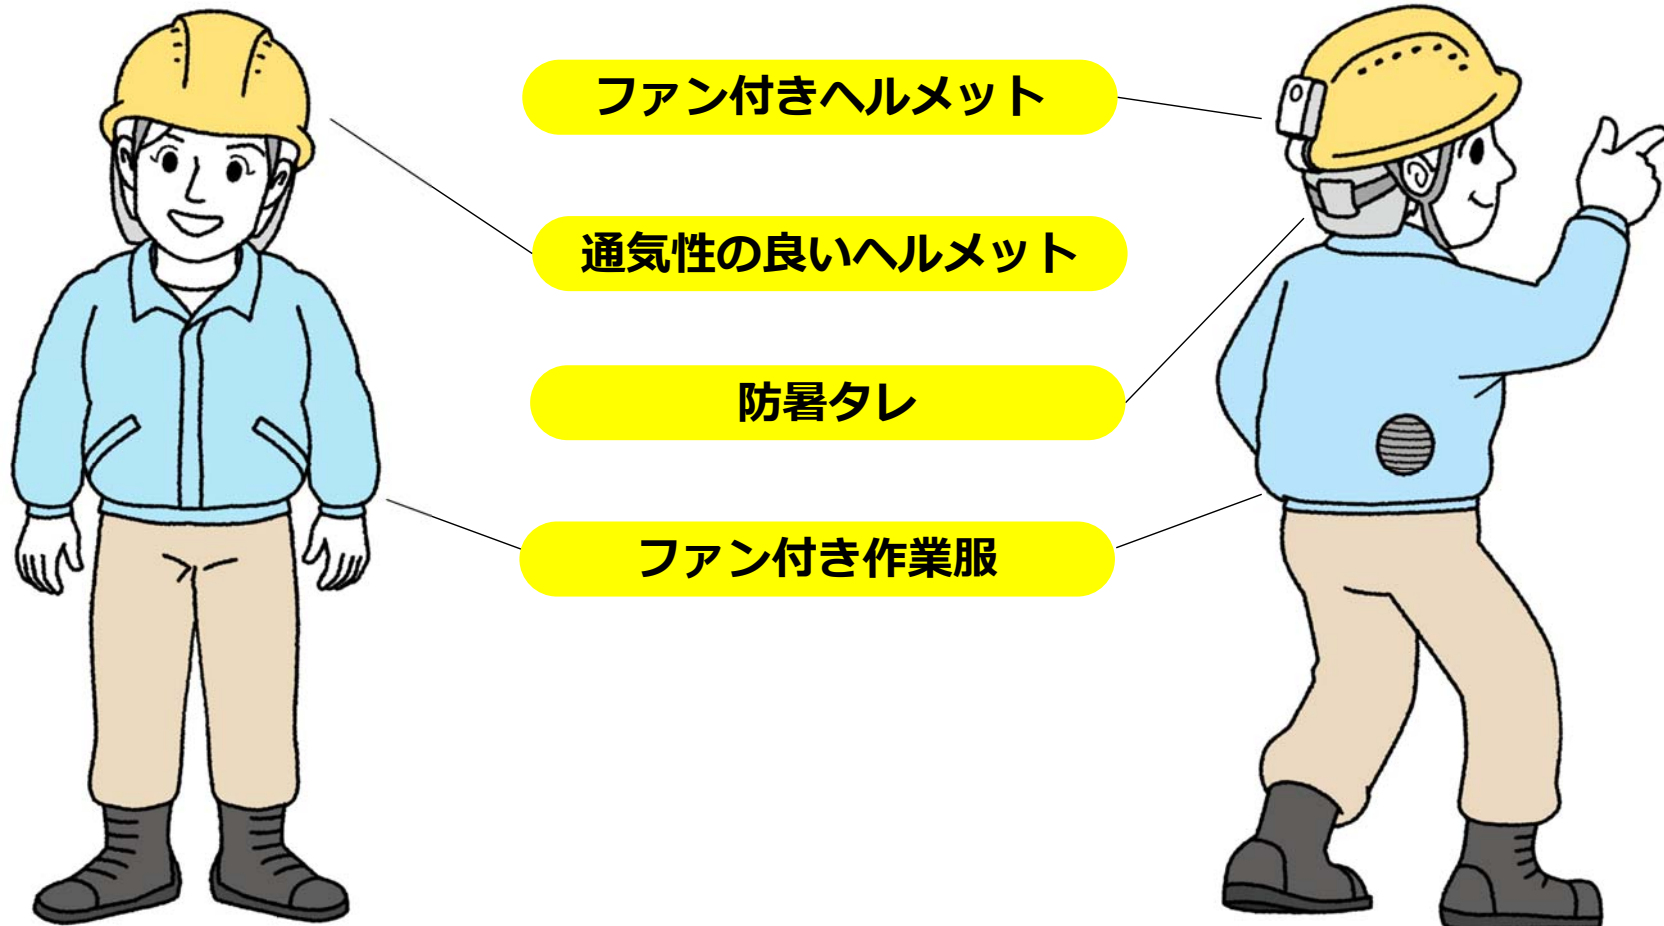 ファン付きヘルメット
通気性の良いヘルメット
防暑タレ
ファン付き作業服